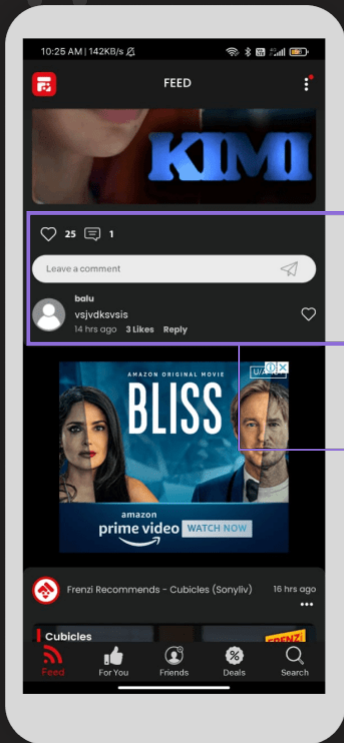 10:25 AM | 142KB/s
FEED
KIMI
25 1
Leave a comment
balu
vsjvdksvsis
14 hrs ago 3 Likes Reply
AMAZON ORIGINAL MOVIE
BLISS
amazon
prime video WATCH NOW
Frenzi Recommends - Cubicles (Sonyliv) 16 hrs ago
Cubicles
Feed For You Friends Deals Search